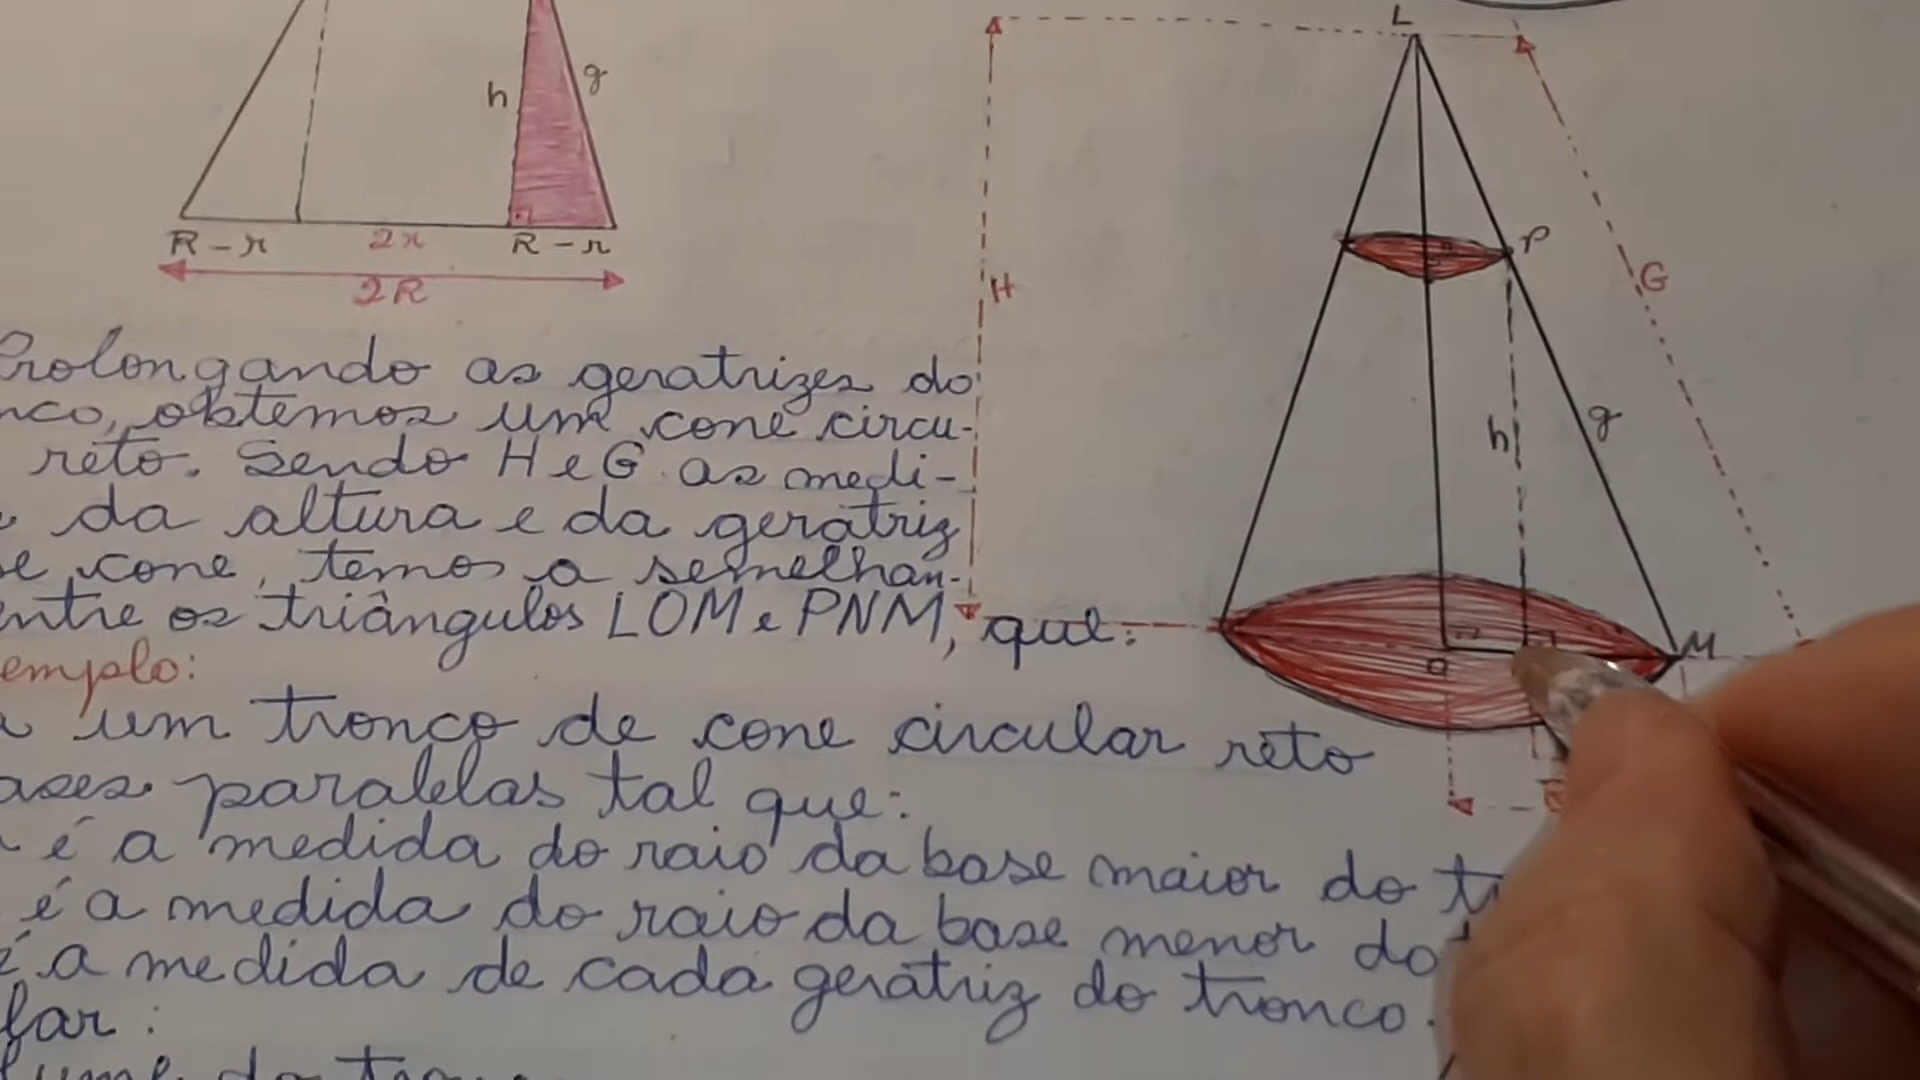 h
g
R - r
2r
R - r
2R
Prolongando as geratrizes do
nco, obtemos um cone circu-
reto. Sendo H e G as medi-
da altura e da geratriz
se cone, temos a semelhan-
entre os triângulos LOM e PNM, que:
emplo:
um tronco de cone circular reto
ases paralelas tal que:
é a medida do raio da base maior do
é a medida do raio da base menor do
é a medida de cada geratriz do tronco.
lar:
L
H
P
G
h
g
O
M